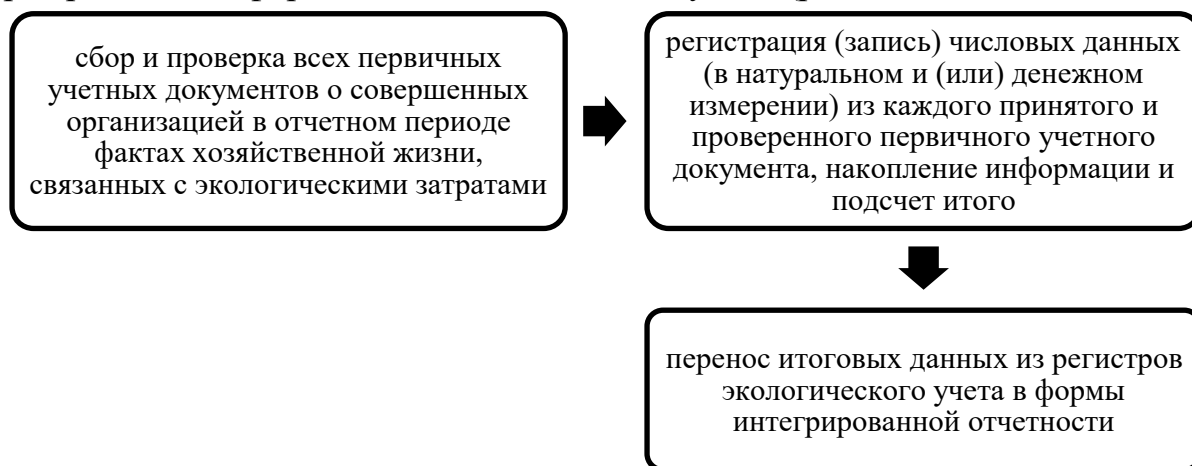 сбор и проверка всех первичных
учетных документов о совершенных
организацией в отчетном периоде
фактах хозяйственной жизни,
связанных с экологическими затратами
регистрация (запись) числовых данных
(в натуральном и (или) денежном
измерении) из каждого принятого и
проверенного первичного учетного
документа, накопление информации и
подсчет итого
перенос итоговых данных из регистров
экологического учета в формы
интегрированной отчетности